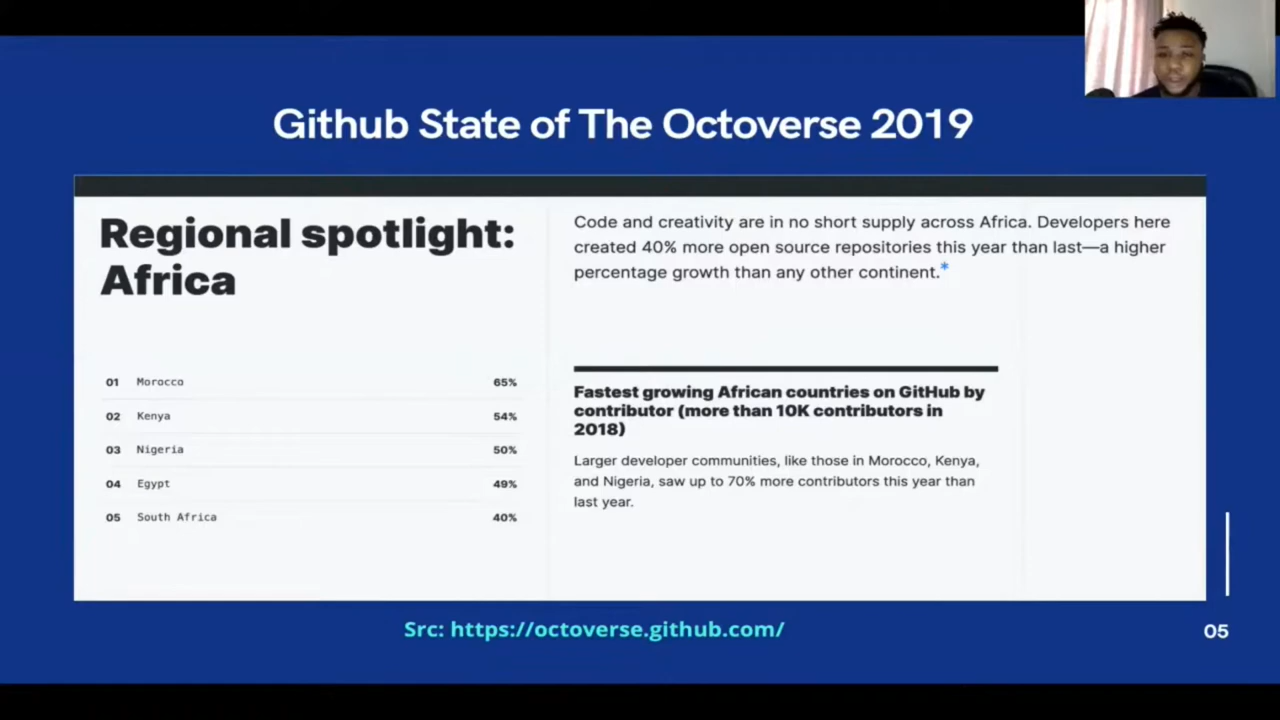 Github State of The Octoverse 2019
Regional spotlight:
Africa
Code and creativity are in no short supply across Africa. Developers here
created 40% more open source repositories this year than last—a higher
percentage growth than any other continent.*
01 Morocco 65%
02 Kenya 54%
03 Nigeria 50%
04 Egypt 49%
05 South Africa 40%
Fastest growing African countries on GitHub by
contributor (more than 10K contributors in
2018)
Larger developer communities, like those in Morocco, Kenya,
and Nigeria, saw up to 70% more contributors this year than
last year.
Src: https://octoverse.github.com/
05